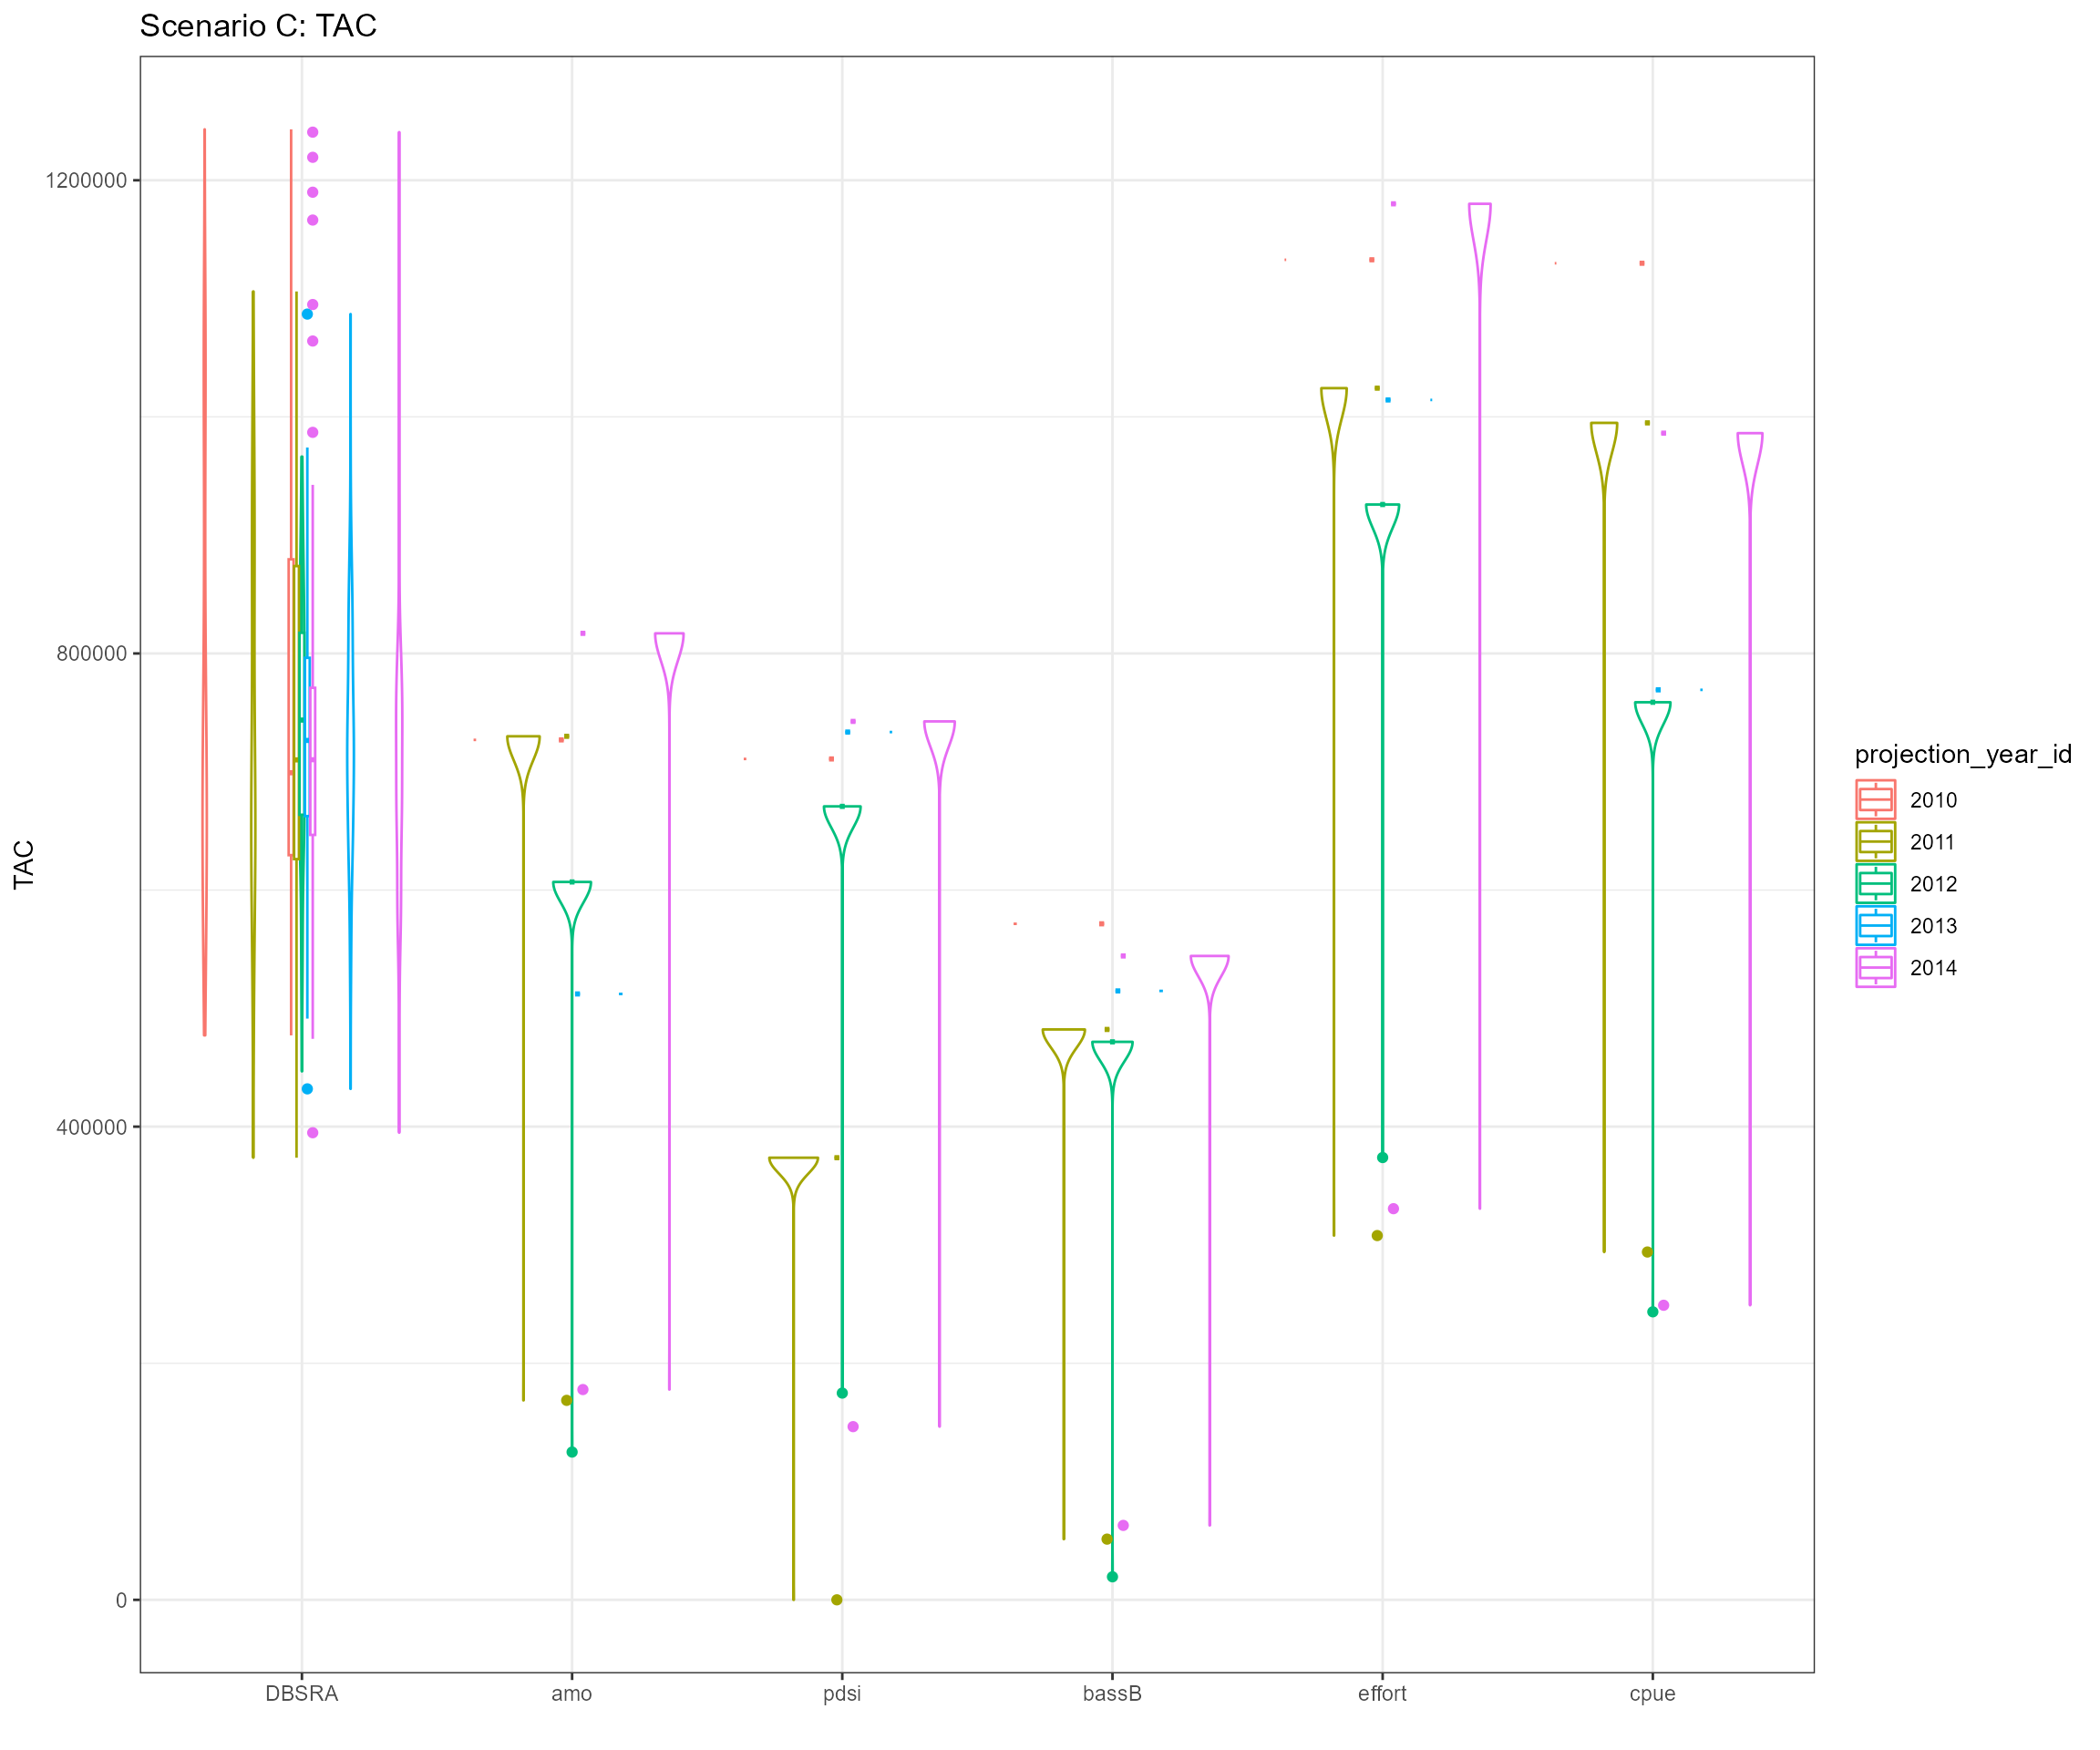 Scenario C: TAC
1200000
800000
400000
0
TAC
DBSRA amo pdsi bassB effort cpue
projection_year_id
2010
2011
2012
2013
2014